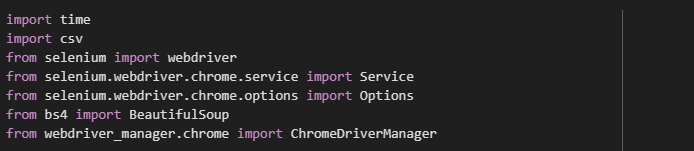 import time
import csv
from selenium import webdriver
from selenium.webdriver.chrome.service import Service
from selenium.webdriver.chrome.options import Options
from bs4 import BeautifulSoup
from webdriver_manager.chrome import ChromeDriverManager